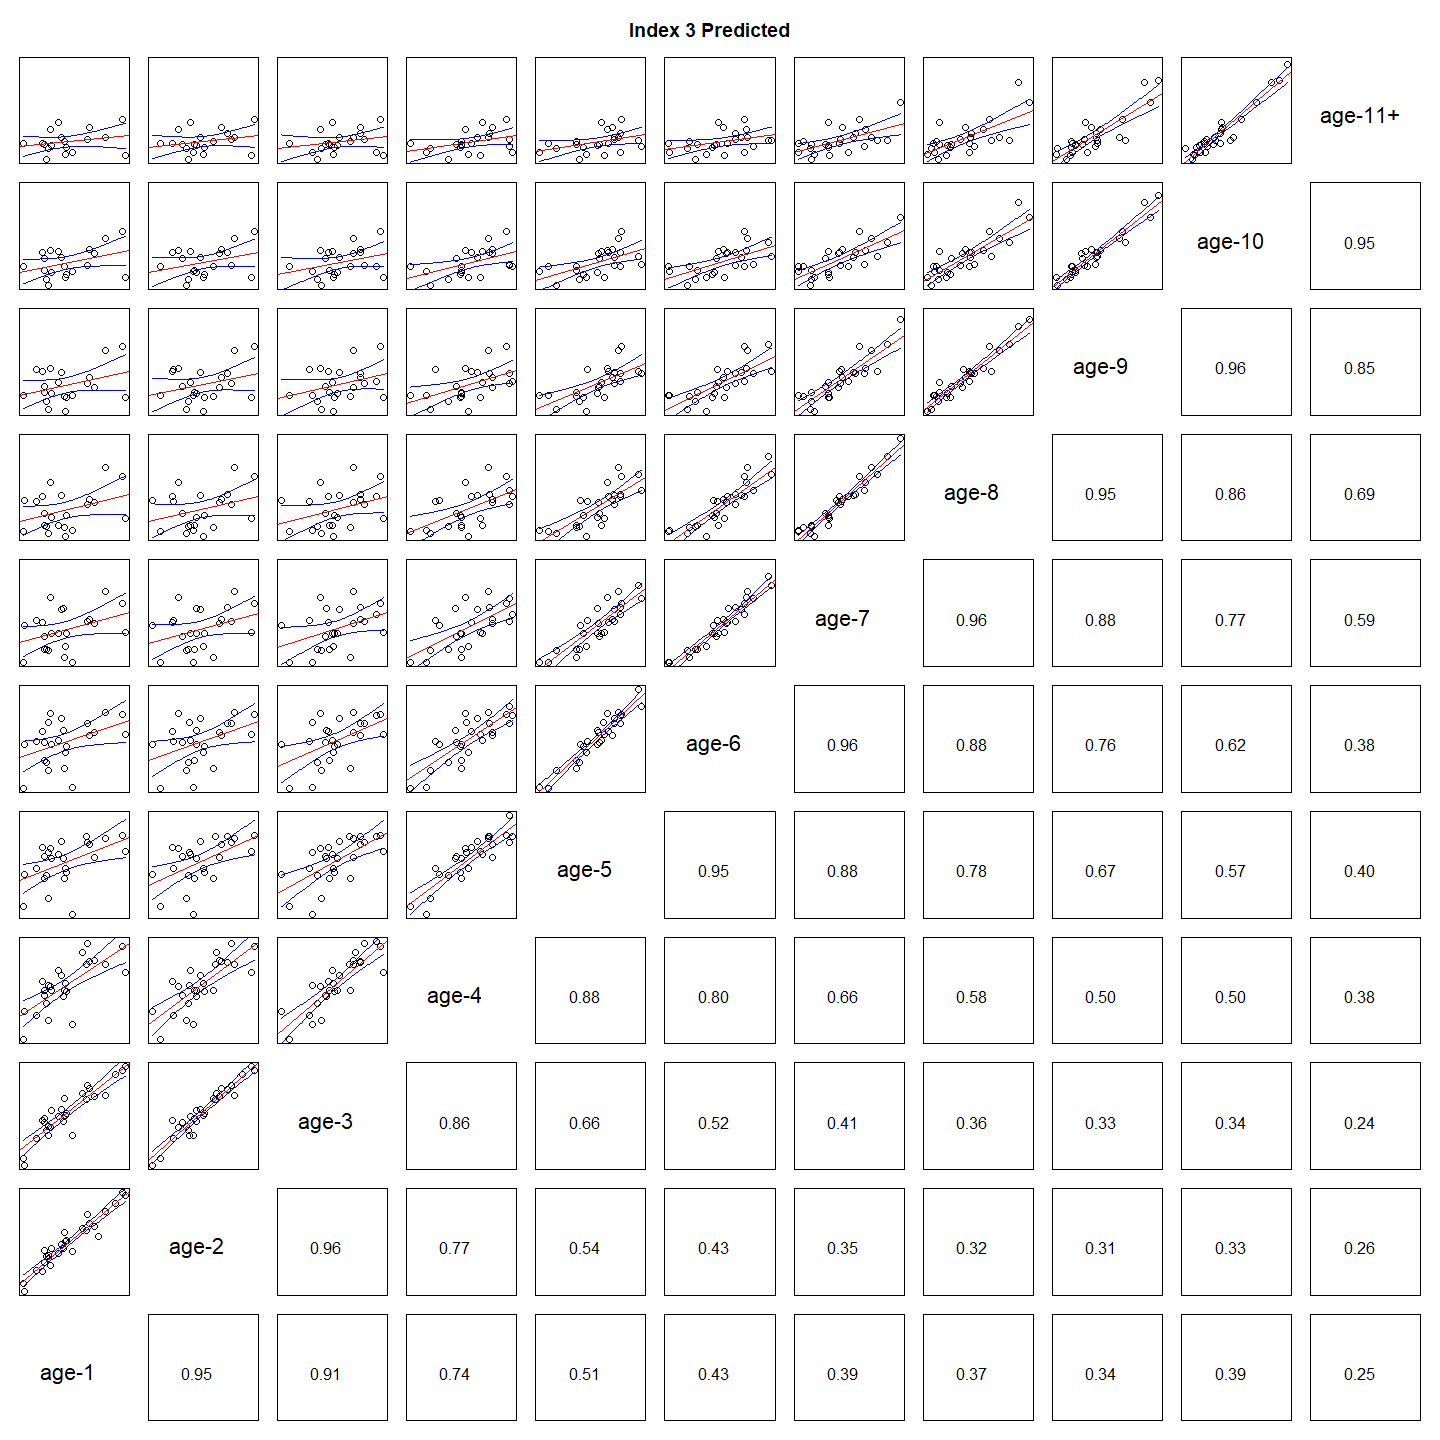 Index 3 Predicted
age-11+
age-10 0.95
age-9 0.96 0.85
age-8 0.95 0.86 0.69
age-7 0.96 0.88 0.77 0.59
age-6 0.96 0.88 0.76 0.62 0.38
age-5 0.95 0.88 0.78 0.67 0.57 0.40
age-4 0.88 0.80 0.66 0.58 0.50 0.50 0.38
age-3 0.86 0.66 0.52 0.41 0.36 0.33 0.34 0.24
age-2 0.96 0.77 0.54 0.43 0.35 0.32 0.31 0.33 0.26
age-1 0.95 0.91 0.74 0.51 0.43 0.39 0.37 0.34 0.39 0.25